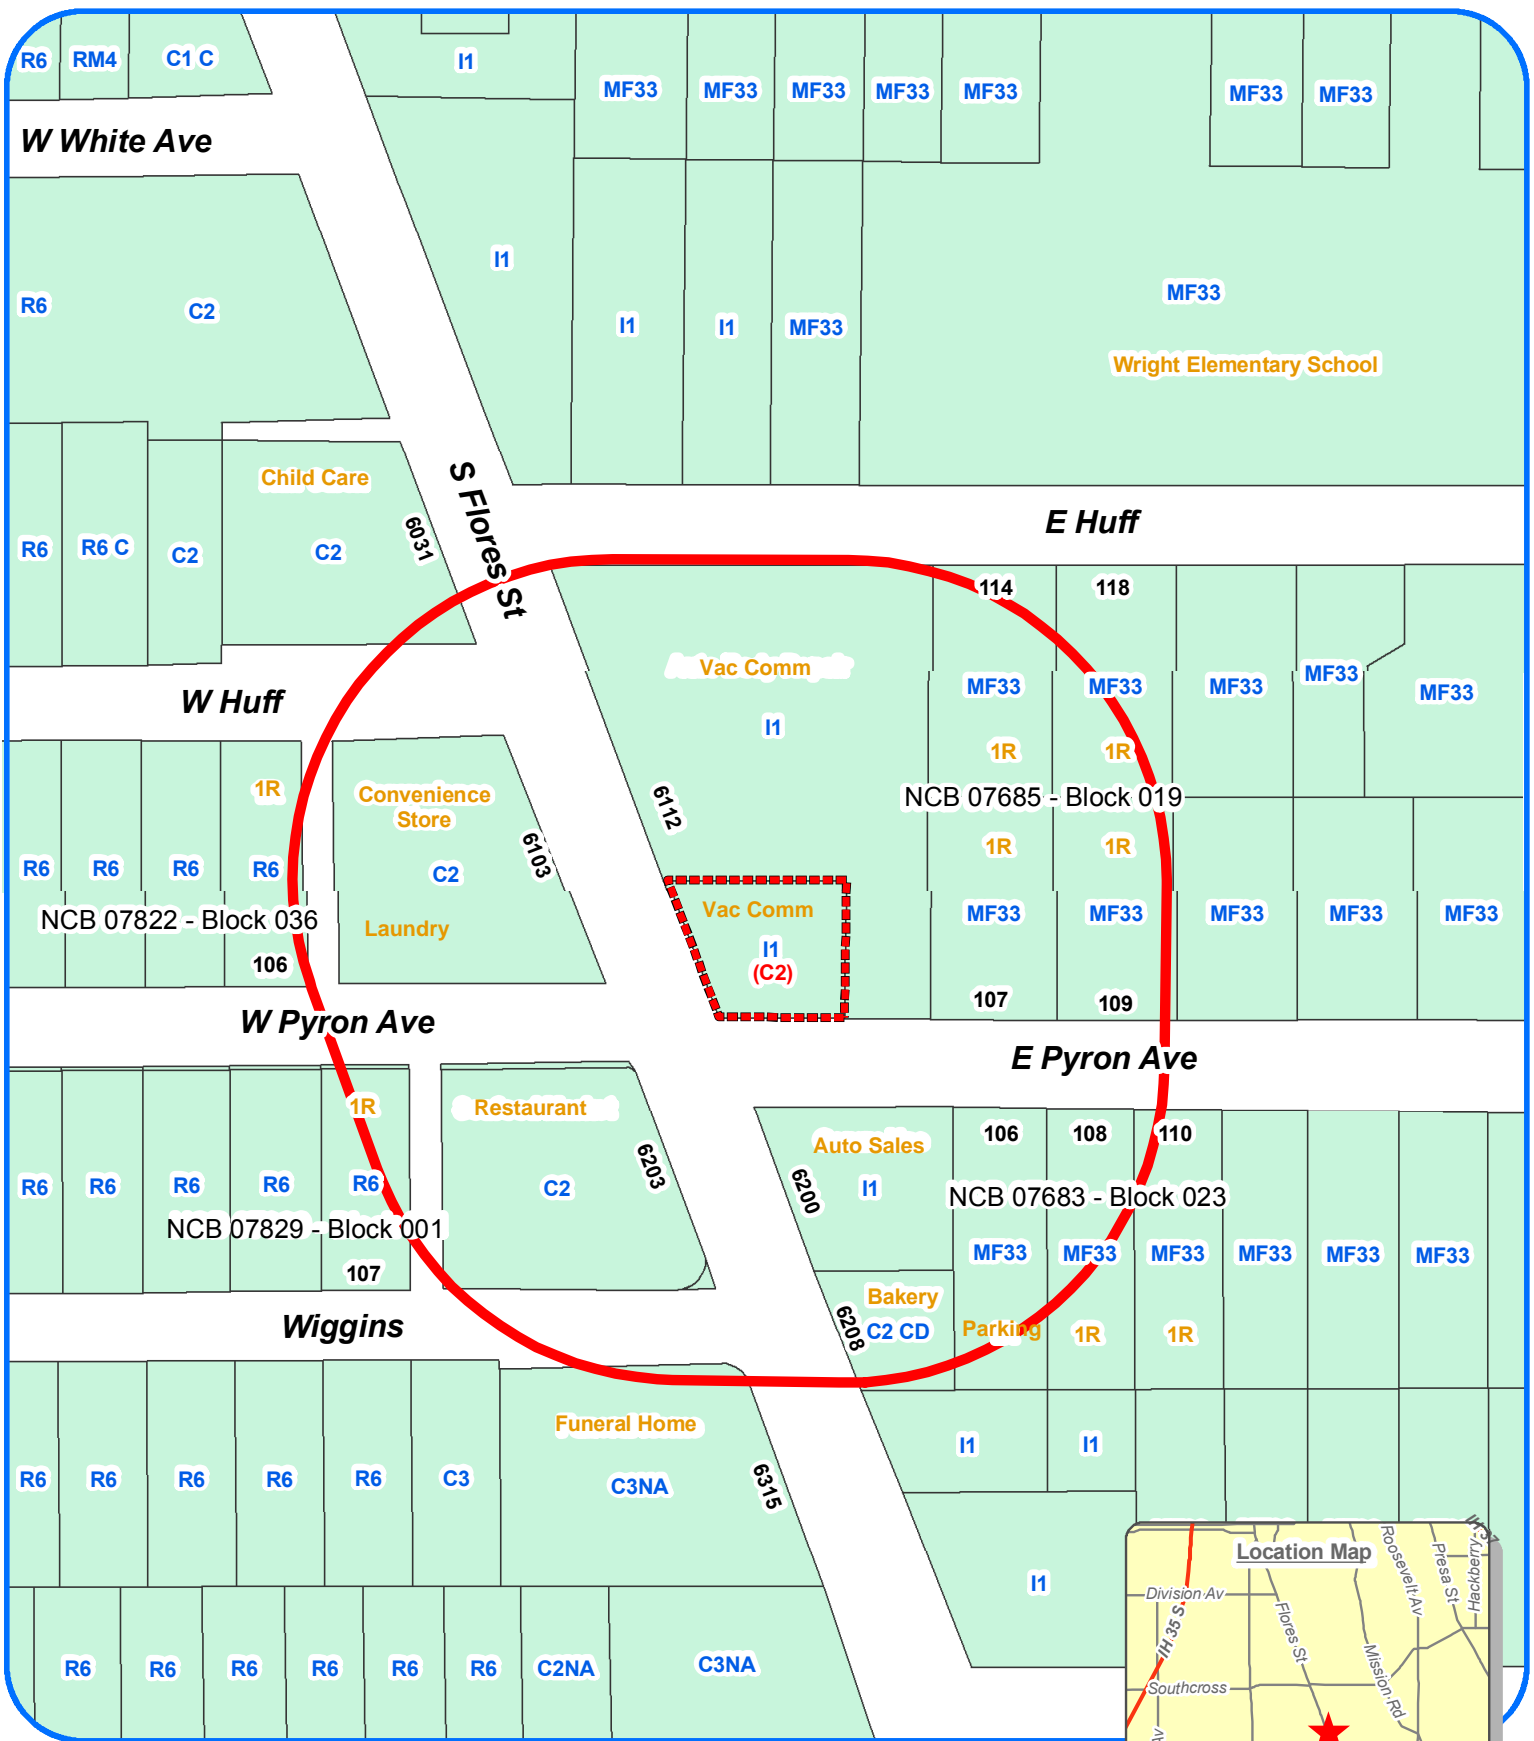 R6
RM4
C1 C
I1
MF33
MF33
MF33
MF33
MF33
MF33
MF33
W White Ave
R6
C2
I1
I1
I1
MF33
MF33
Wright Elementary School
Child Care
R6
R6 C
C2
C2
6031
S Flores St
E Huff
114
118
Vac Comm
I1
MF33
MF33
MF33
MF33
MF33
W Huff
1R
1R
1R
Convenience
Store
6112
NCB 07685 - Block 019
6103
1R
1R
R6
R6
R6
R6
C2
NCB 07822 - Block 036
Laundry
Vac Comm
I1
(C2)
MF33
MF33
MF33
MF33
MF33
106
107
109
W Pyron Ave
E Pyron Ave
1R
Restaurant
Auto Sales
106
108
110
6203
6200
R6
R6
R6
R6
R6
C2
I1
NCB 07683 - Block 023
NCB 07829 - Block 001
MF33
MF33
MF33
MF33
MF33
MF33
107
Bakery
Wiggins
6208
C2 CD
Parking
1R
1R
Funeral Home
I1
I1
R6
R6
R6
R6
R6
C3
C3NA
6315
I1
R6
R6
R6
R6
R6
R6
C2NA
C3NA
Location Map
IH 37
Division Av
IH 35 S
Flores St
Roosevelt Av
Presa St
Hackberry
Mission Rd
Southcross